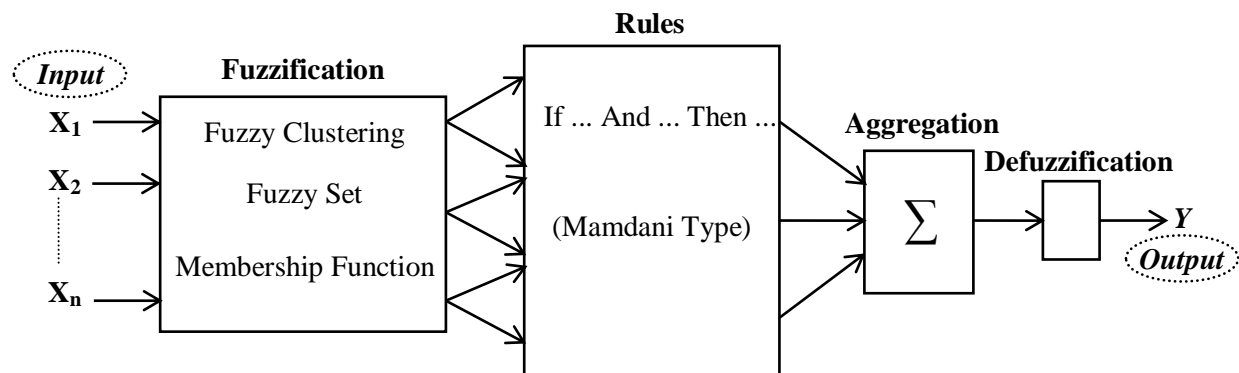 Rules
Fuzzification
Input
X1
X2
Xn
Fuzzy Clustering
Fuzzy Set
Membership Function
If ... And ... Then ...
(Mamdani Type)
Aggregation
∑
Defuzzification
Y
Output